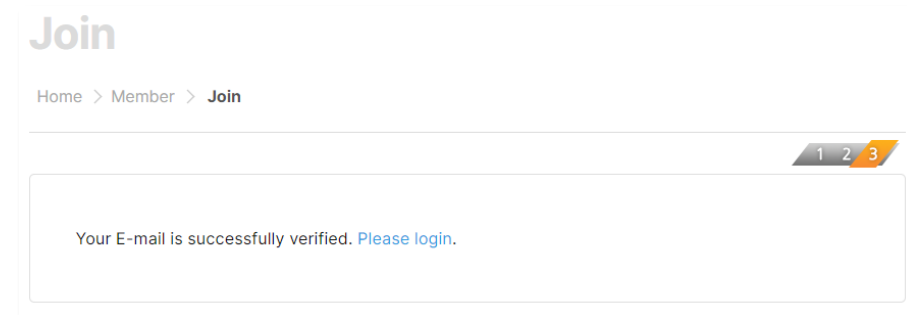 Join
Home > Member > Join
1 2 3
Your E-mail is successfully verified. Please login.